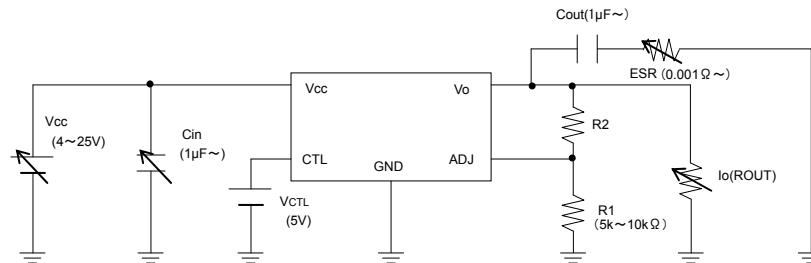 Cout(1μF～)
ESR (0.001Ω～)
Vcc
Vo
Vcc
(4～25V)
Cin
(1μF～)
R2
CTL
GND
ADJ
Io(ROUT)
VCTL
(5V)
R1
(5k～10kΩ)